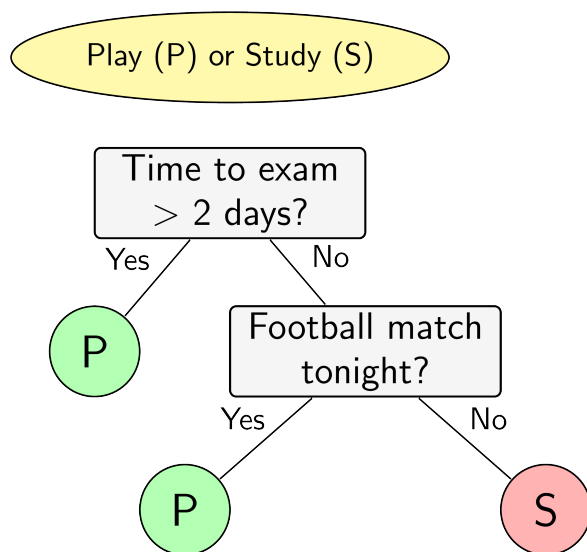 Play (P) or Study (S)
Time to exam
> 2 days?
Yes
No
P
Football match
tonight?
Yes
No
P
S